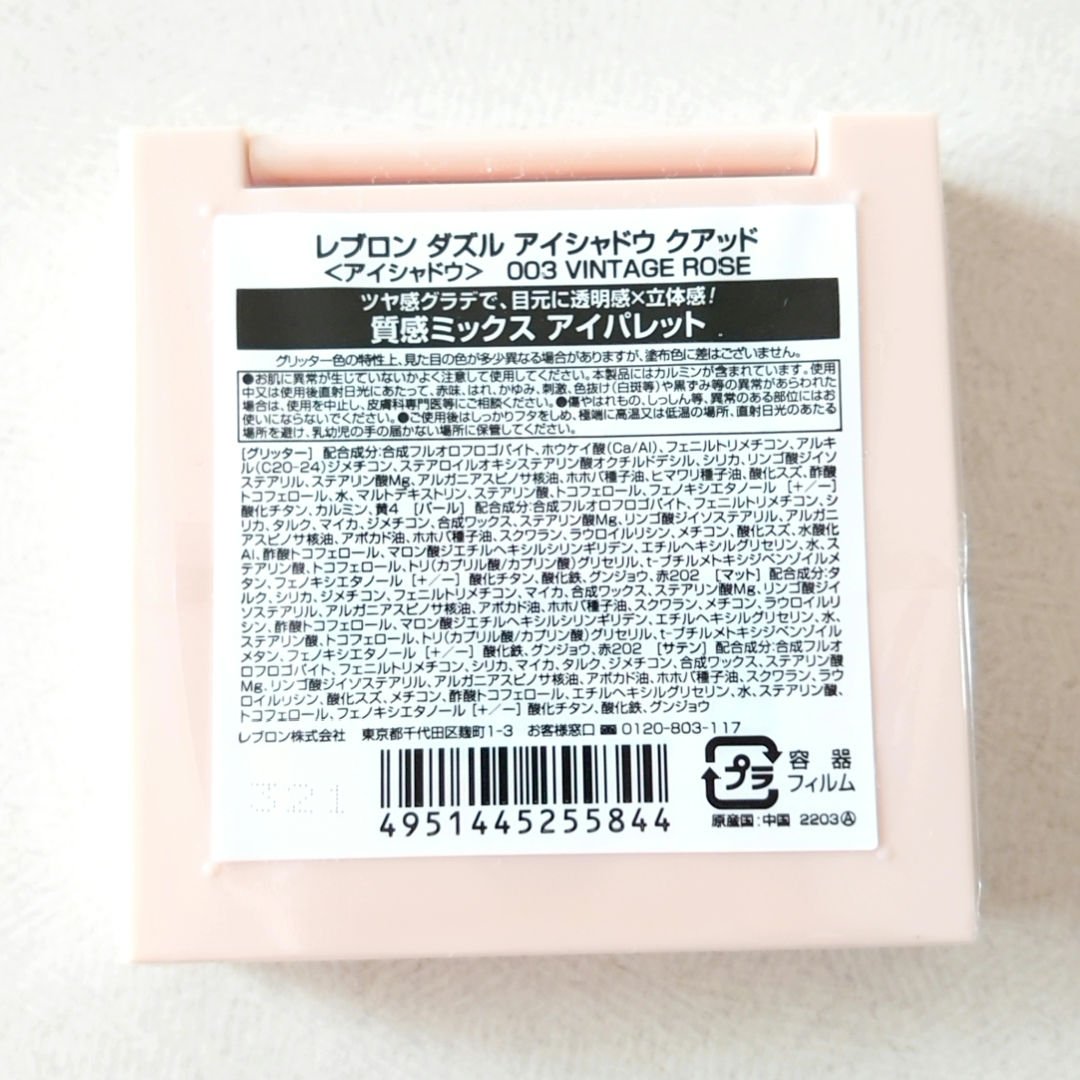 レブロン ダズル アイシャドウ クアッド
<アイシャドウ> 003 VINTAGE ROSE
ツヤ感グラデで、目元に透明感×立体感!
質感ミックス アイパレット
グリッター色の特性上、見た目の色が多少異なる場合がありますが、塗布色に差はございません。
●お肌に異常が生じていないかよく注意して使用してください。本製品にはカルミンが含まれています。使用
中又は使用後直射日光にあたって、赤味、はれ、かゆみ、刺激、色抜け(白斑等)や黒ずみ等の異常があらわれた
場合は、使用を中止し、皮膚科専門医等にご相談ください。●傷やはれもの、しっしん等、異常のある部位にはお
使いにならないでください。●ご使用後はしっかりフタをしめ、極端に高温又は低温の場所、直射日光のあたる
場所を避け、乳幼児の手の届かない場所に保管してください。
[グリッター] 配合成分:合成フルオロフロゴパイト、ホウケイ酸(Ca/Al)、フェニルトリメチコン、アルキ
ル(C20-24)ジメチコン、ステアロイルオキシステアリン酸オクチルドデシル、シリカ、リンゴ酸ジイソ
ステアリル、ステアリン酸Mg、アルガニアスピノサ核油、ホホバ種子油、ヒマワリ種子油、酸化スズ、酢酸
トコフェロール、水、マルトデキストリン、ステアリン酸、トコフェロール、フェノキシエタノール [+/−]
酸化チタン、カルミン、黄4 [パール] 配合成分:合成フルオロフロゴパイト、フェニルトリメチコン、シ
リカ、タルク、マイカ、ジメチコン、合成ワックス、ステアリン酸Mg、リンゴ酸ジイソステアリル、アルガニ
アスピノサ核油、アボカド油、ホホバ種子油、スクワラン、ラウロイルリシン、メチコン、酸化スズ、水酸化
Al、酢酸トコフェロール、マロン酸ジエチルヘキシルシリンギリデン、エチルヘキシルグリセリン、水、ス
テアリン酸、トコフェロール、トリ(カプリル酸/カプリン酸)グリセリル、t-ブチルメトキシジベンゾイルメ
タン、フェノキシエタノール [+/−] 酸化チタン、酸化鉄、グンジョウ、赤202 [マット] 配合成分:タ
ルク、シリカ、ジメチコン、フェニルトリメチコン、マイカ、合成ワックス、ステアリン酸Mg、リンゴ酸ジイ
ソステアリル、アルガニアスピノサ核油、アボカド油、ホホバ種子油、スクワラン、メチコン、ラウロイルリ
シン、酢酸トコフェロール、マロン酸ジエチルヘキシルシリンギリデン、エチルヘキシルグリセリン、水、
ステアリン酸、トコフェロール、トリ(カプリル酸/カプリン酸)グリセリル、t-ブチルメトキシジベンゾイル
メタン、フェノキシエタノール [+/−] 酸化鉄、グンジョウ、赤202 [サテン] 配合成分:合成フルオ
ロフロゴパイト、フェニルトリメチコン、シリカ、マイカ、タルク、ジメチコン、合成ワックス、ステアリン酸
Mg、リンゴ酸ジイソステアリル、アルガニアスピノサ核油、アボカド油、ホホバ種子油、スクワラン、ラウ
ロイルリシン、酸化スズ、メチコン、酢酸トコフェロール、エチルヘキシルグリセリン、水、ステアリン酸、
トコフェロール、フェノキシエタノール [+/−] 酸化チタン、酸化鉄、グンジョウ
レブロン株式会社 東京都千代田区麹町1-3 お客様窓口 0120-803-117
321
4951445255844
プラ
容器
フィルム
原産国:中国 2203Ⓐ